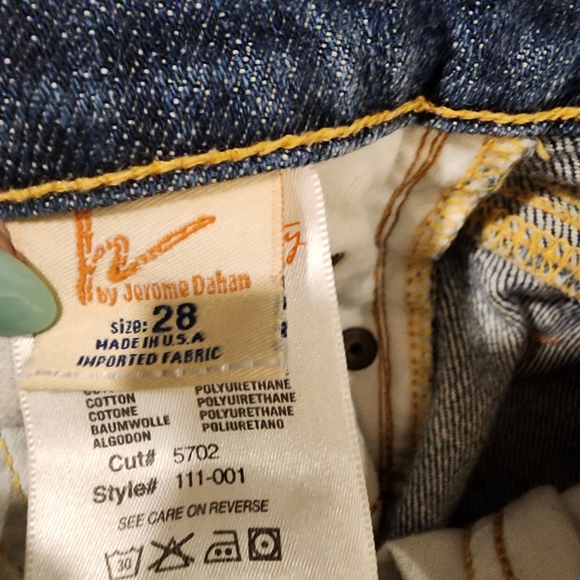 by Jerome Dahan
size: 28
MADE IN U.S.A
IMPORTED FABRIC
COTTON POLYURETHANE
COTONE POLYUIRETHANE
BAUMWOLLE POLYURETHANE
ALGODON POLIURETANO
Cut# 5702
Style# 111-001
SEE CARE ON REVERSE
30